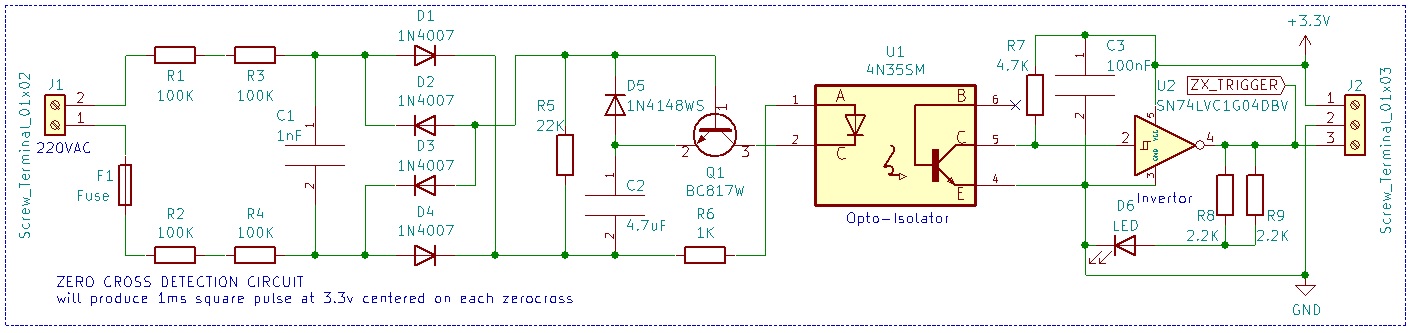 Screw_Terminal_01x02
J1
2
1
220VAC
F1
Fuse
R1
100K
R3
100K
R2
100K
R4
100K
C1
1nF
1
2
D1
1N4007
D2
1N4007
D3
1N4007
D4
1N4007
R5
22K
D5
1N4148WS
C2
4.7uF
1
2
1
2
3
Q1
BC817W
R6
1K
U1
4N35SM
1
2
A
C
B
C
E
6
5
4
Opto-Isolator
R7
4.7K
C3
100nF
1
2
U2
SN74LVC1G04DBV
2
5
VCC
GND
3
4
Invertor
D6
LED
R8
2.2K
R9
2.2K
ZX_TRIGGER
+3.3V
GND
J2
1
2
3
Screw_Terminal_01x03
ZERO CROSS DETECTION CIRCUIT
will produce 1ms square pulse at 3.3v centered on each zerocross